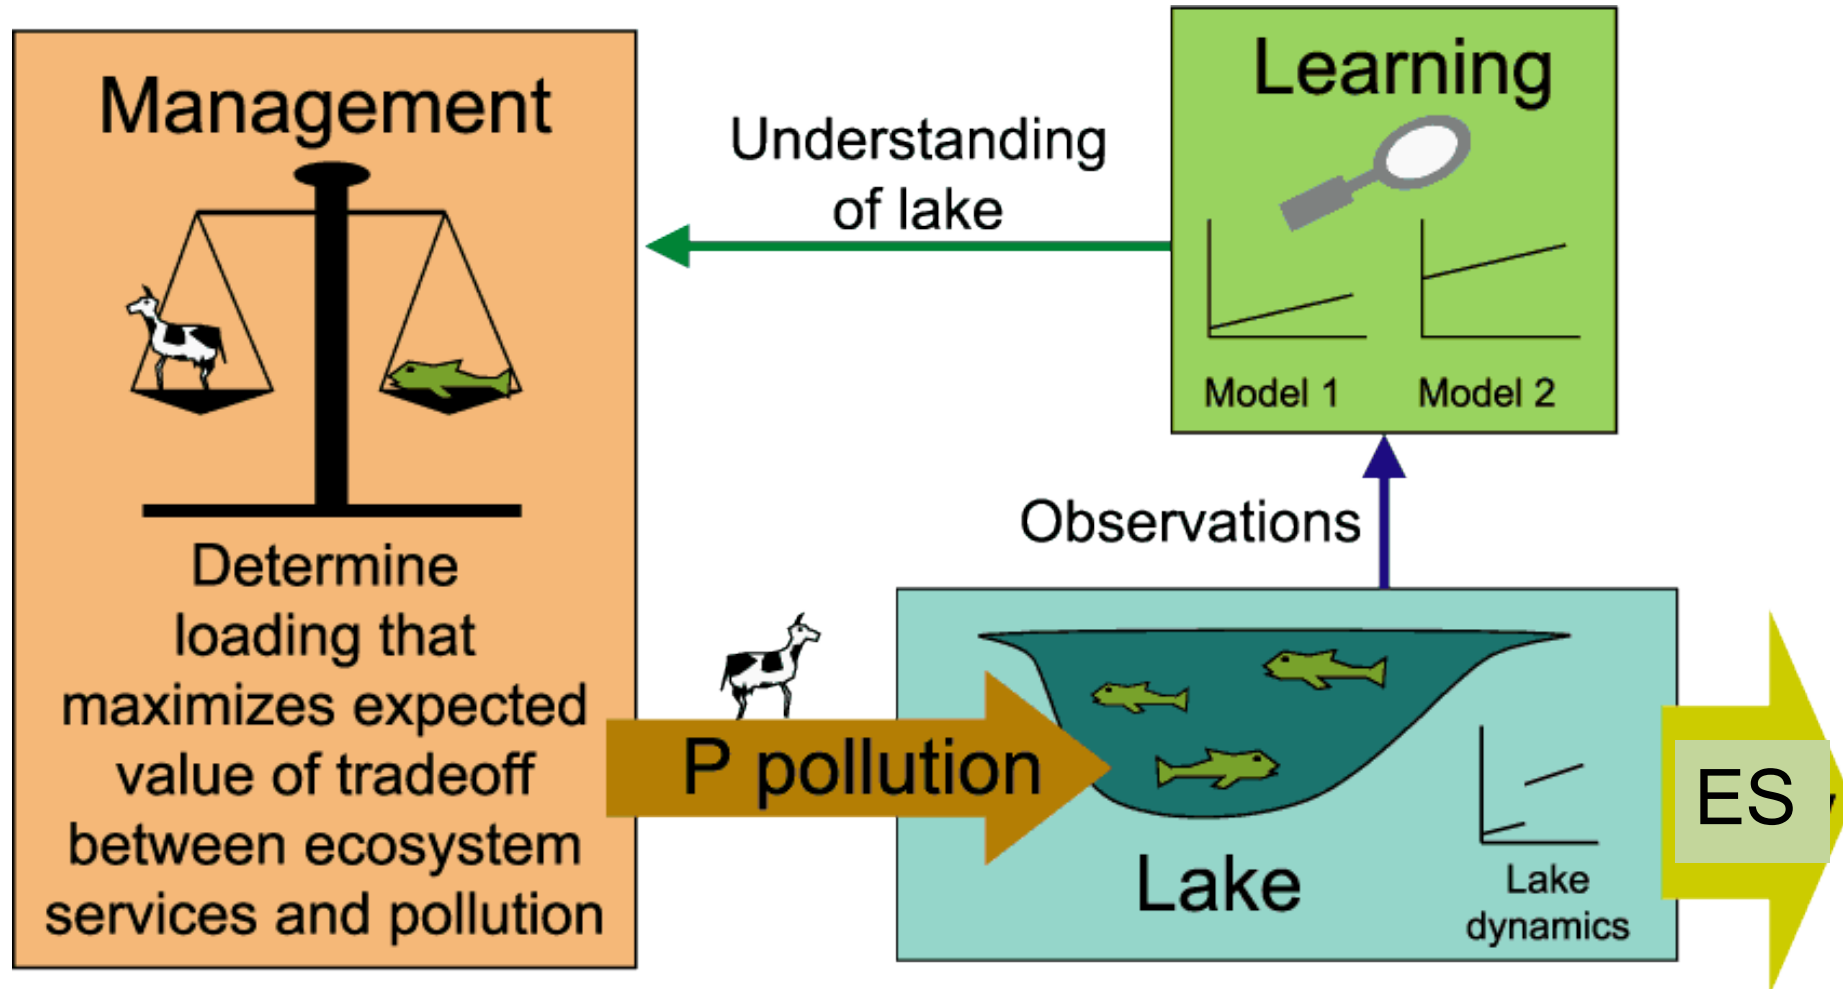 Management
Determine
loading that
maximizes expected
value of tradeoff
between ecosystem
services and pollution
Understanding
of lake
Learning
Model 1
Model 2
Observations
P pollution
Lake
Lake
dynamics
ES